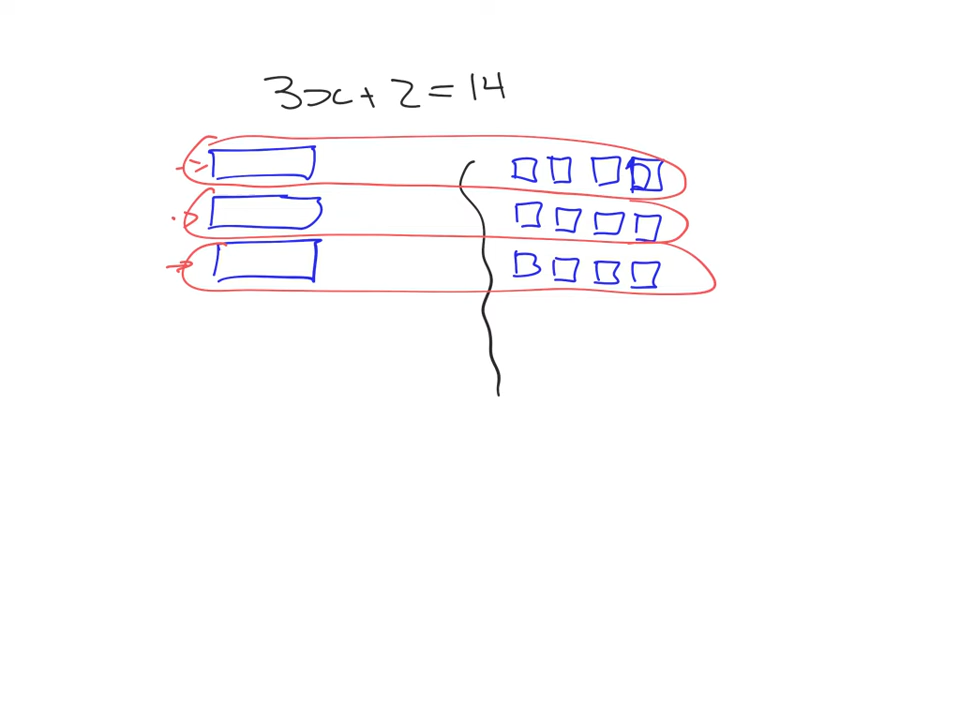 3x + 2 = 14